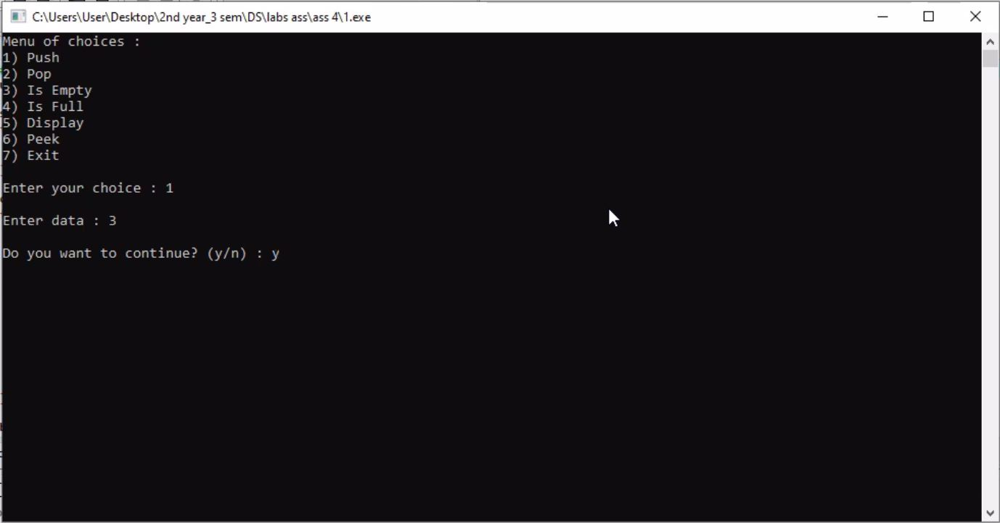 C:\Users\User\Desktop\2nd year_3 sem\DS\labs ass\ass 4\1.exe
Menu of choices :
1) Push
2) Pop
3) Is Empty
4) Is Full
5) Display
6) Peek
7) Exit
Enter your choice : 1
Enter data : 3
Do you want to continue? (y/n) : y